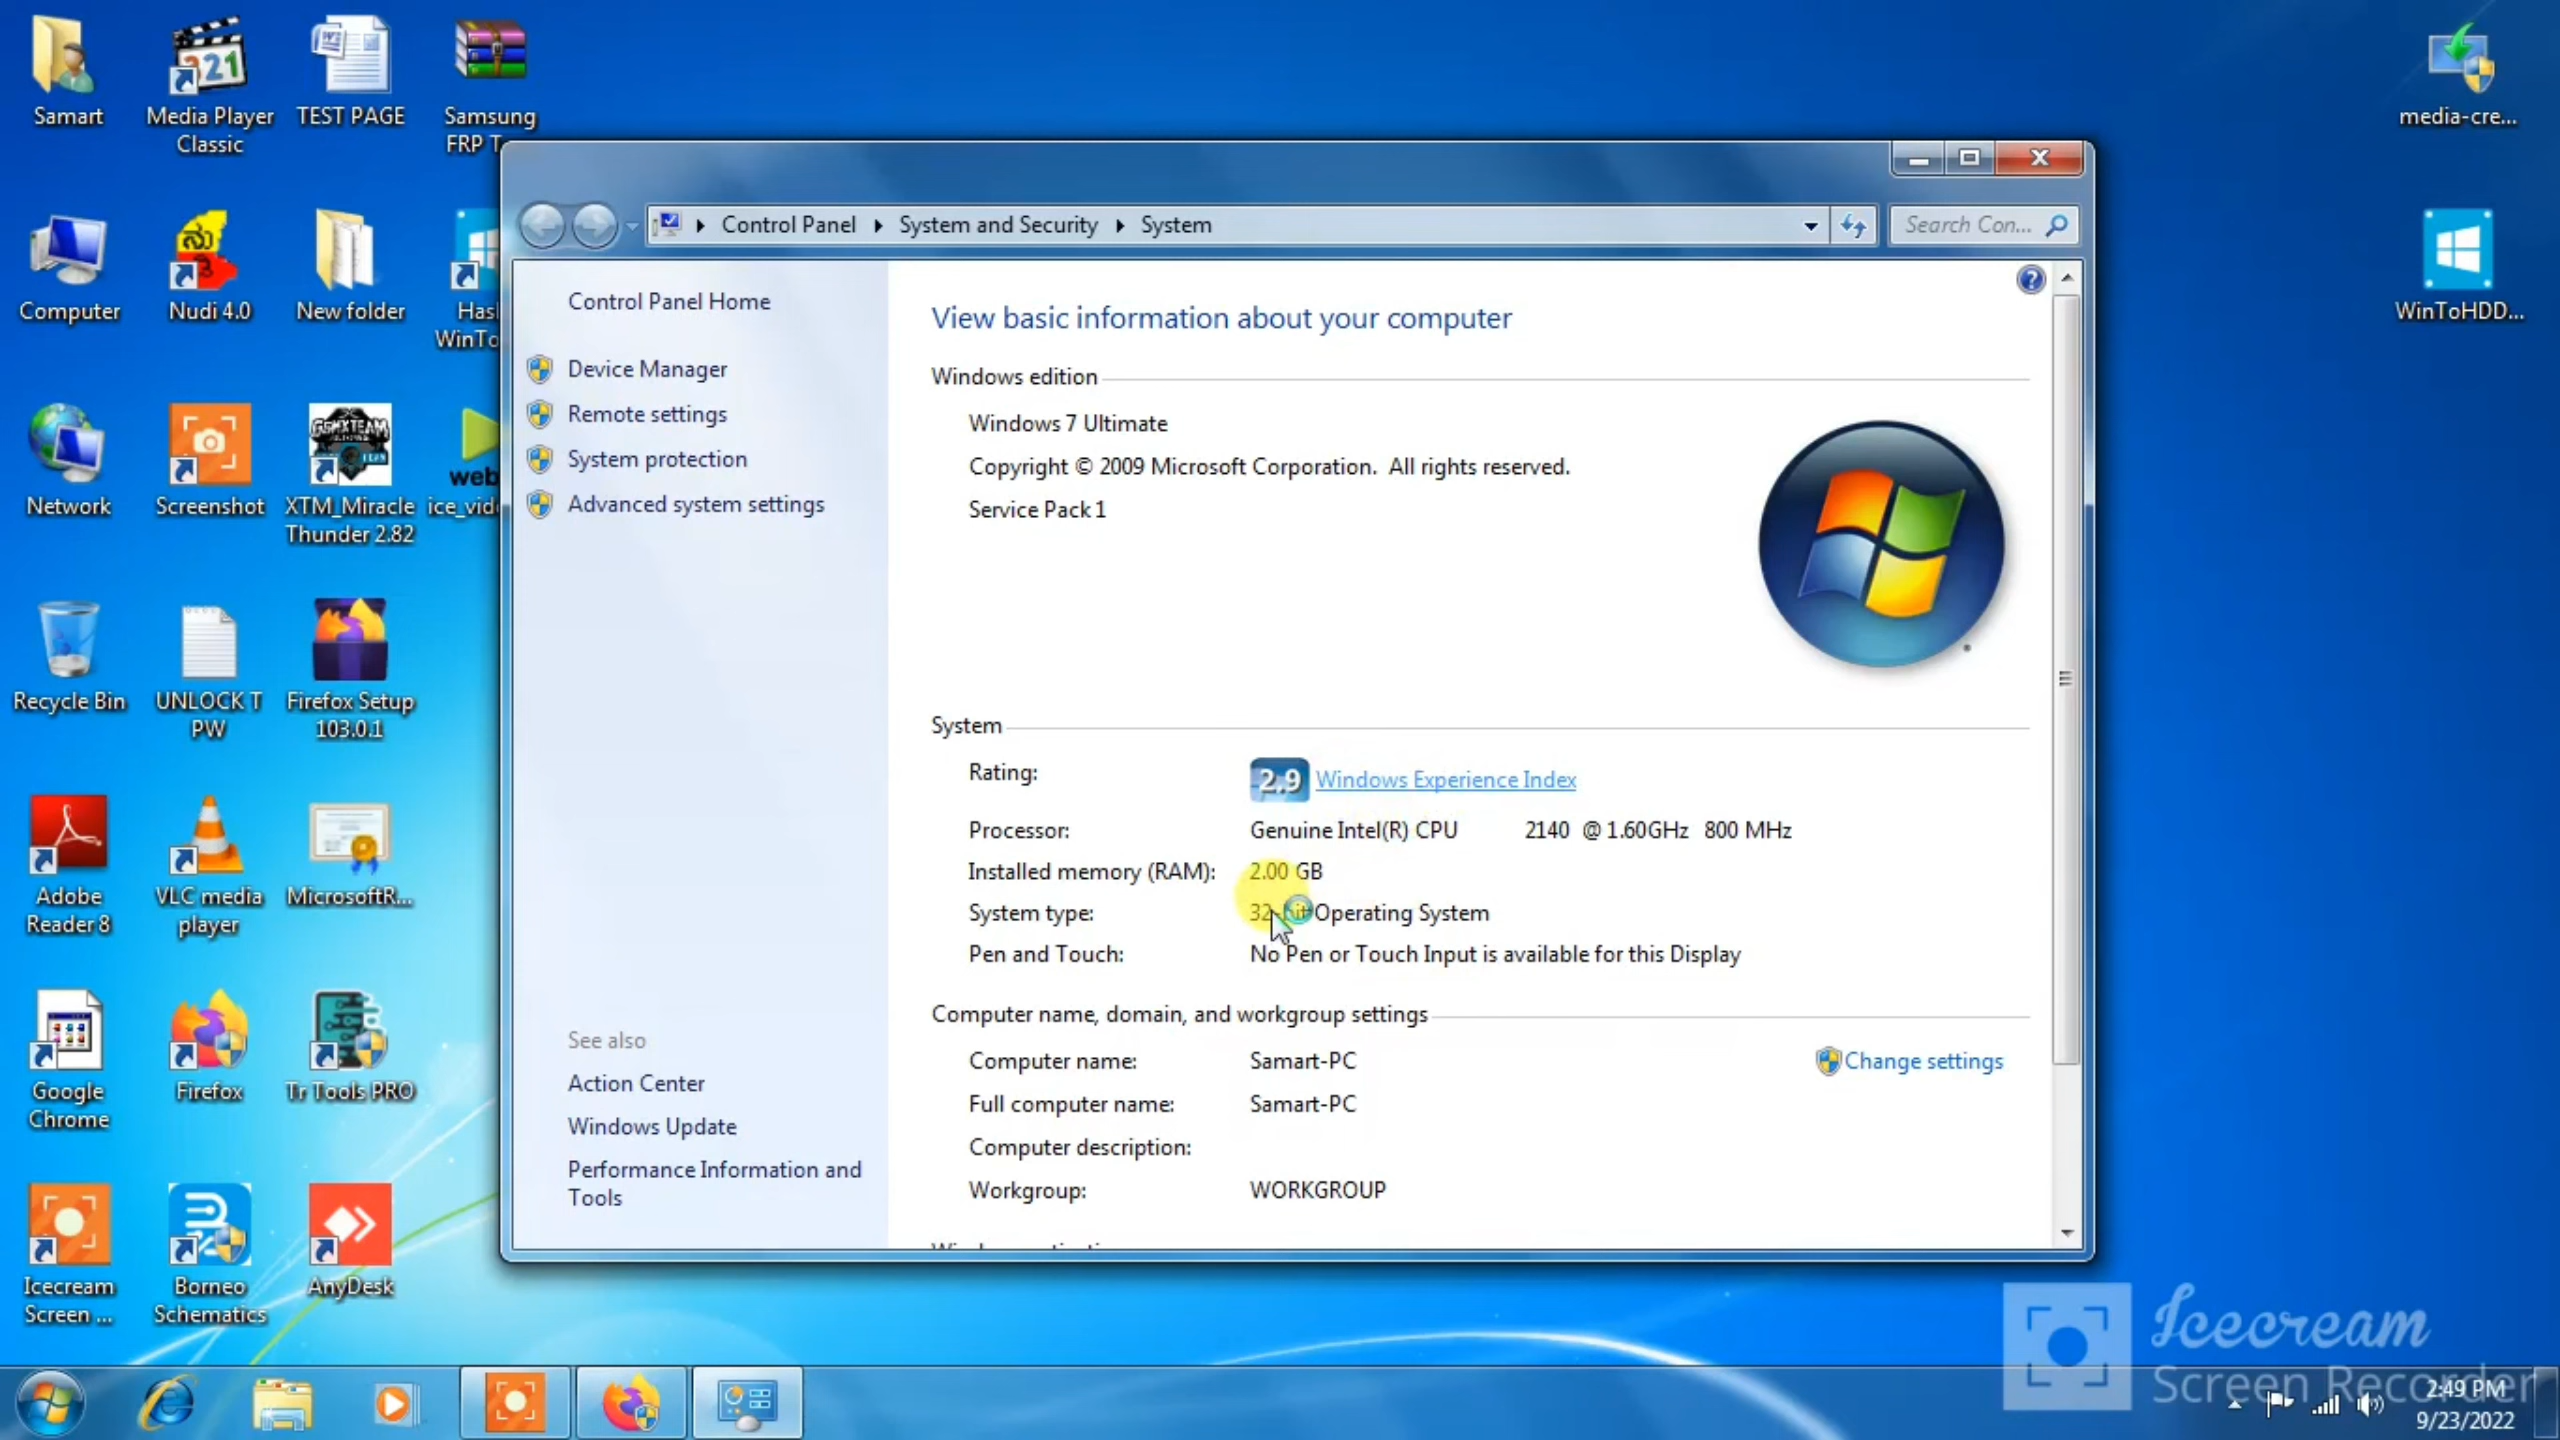 Samart
Media Player
Classic
TEST PAGE
Samsung
FRP T
media-cre...
Computer
Nudi 4.0
New folder
WinToHDD...
Network
Screenshot
XTM_Miracle
Thunder 2.82
web
ice_vid
Recycle Bin
UNLOCK T
PW
Firefox Setup
103.0.1
Adobe
Reader 8
VLC media
player
MicrosoftR...
Google
Chrome
Firefox
Tr Tools PRO
Icecream
Screen ...
Borneo
Schematics
AnyDesk
Control Panel ▸ System and Security ▸ System
Search Con...
Control Panel Home
Device Manager
Remote settings
System protection
Advanced system settings
See also
Action Center
Windows Update
Performance Information and
Tools
View basic information about your computer
Windows edition
Windows 7 Ultimate
Copyright © 2009 Microsoft Corporation. All rights reserved.
Service Pack 1
System
Rating: 2.9 Windows Experience Index
Processor: Genuine Intel(R) CPU 2140 @ 1.60GHz 800 MHz
Installed memory (RAM): 2.00 GB
System type: 32-bit Operating System
Pen and Touch: No Pen or Touch Input is available for this Display
Computer name, domain, and workgroup settings
Computer name: Samart-PC
Change settings
Full computer name: Samart-PC
Computer description:
Workgroup: WORKGROUP
Icecream
Screen Recorder
2:49 PM
9/23/2022